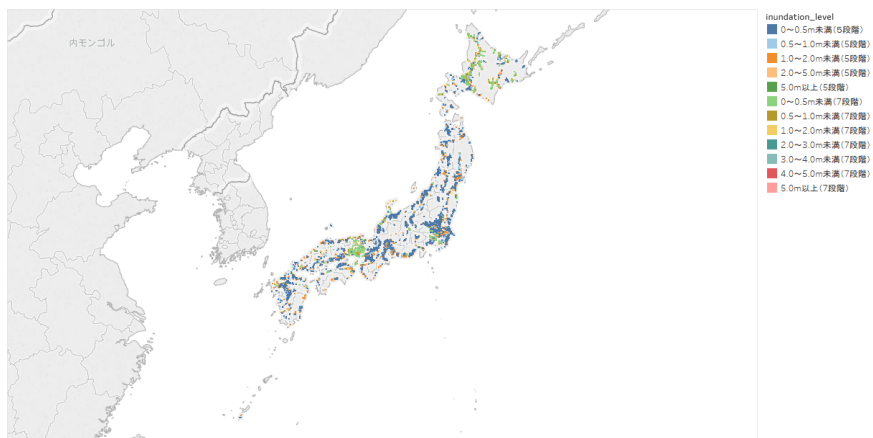 内モンゴル
inundation_level
0〜0.5m未満(5段階)
0.5〜1.0m未満(5段階)
1.0〜2.0m未満(5段階)
2.0〜5.0m未満(5段階)
5.0m以上(5段階)
0〜0.5m未満(7段階)
0.5〜1.0m未満(7段階)
1.0〜2.0m未満(7段階)
2.0〜3.0m未満(7段階)
3.0〜4.0m未満(7段階)
4.0〜5.0m未満(7段階)
5.0m以上(7段階)